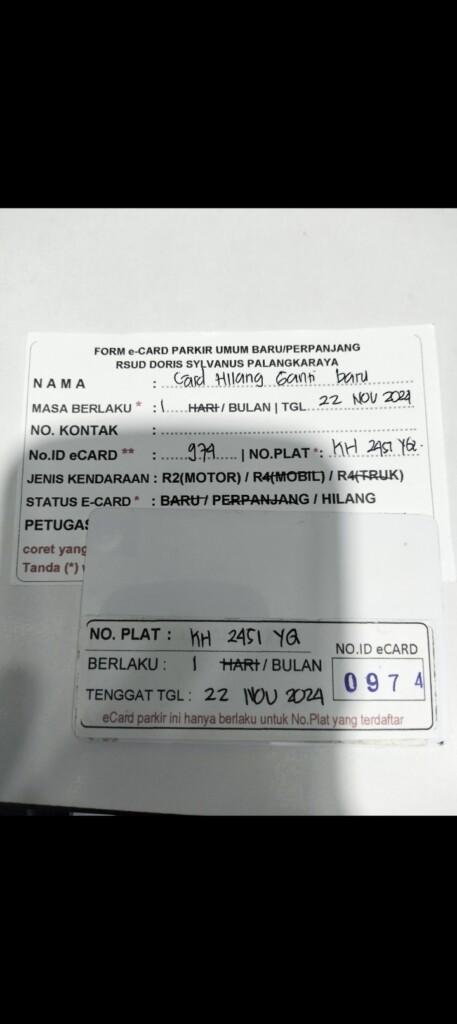 FORM e-CARD PARKIR UMUM BARU/PERPANJANG
RSUD DORIS SYLVANUS PALANGKARAYA
NAMA : Card Hilang Ganti baru
MASA BERLAKU * : 1 HARI / BULAN | TGL 22 NOV 2024
NO. KONTAK :
No.ID eCARD ** : 974 | NO.PLAT * : KH 2451 YQ.
JENIS KENDARAAN : R2(MOTOR) / R4(MOBIL) / R4(TRUK)
STATUS E-CARD * : BARU / PERPANJANG / HILANG
PETUGAS
coret yang
Tanda (*)
NO. PLAT : KH 2451 YQ
NO.ID eCARD
BERLAKU : 1 HARI / BULAN
0974
TENGGAT TGL : 22 NOV 2024
eCard parkir ini hanya berlaku untuk No.Plat yang terdaftar